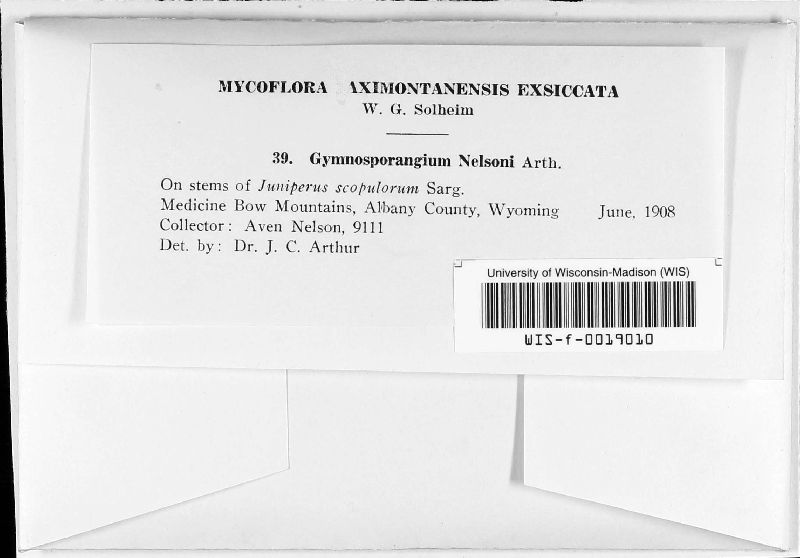 MYCOFLORA AXIMONTANENSIS EXSICCATA
W. G. Solheim
39. Gymnosporangium Nelsoni Arth.
On stems of Juniperus scopulorum Sarg.
Medicine Bow Mountains, Albany County, Wyoming June, 1908
Collector: Aven Nelson, 9111
Det. by: Dr. J. C. Arthur
University of Wisconsin-Madison (WIS)
WIS-f-0019010